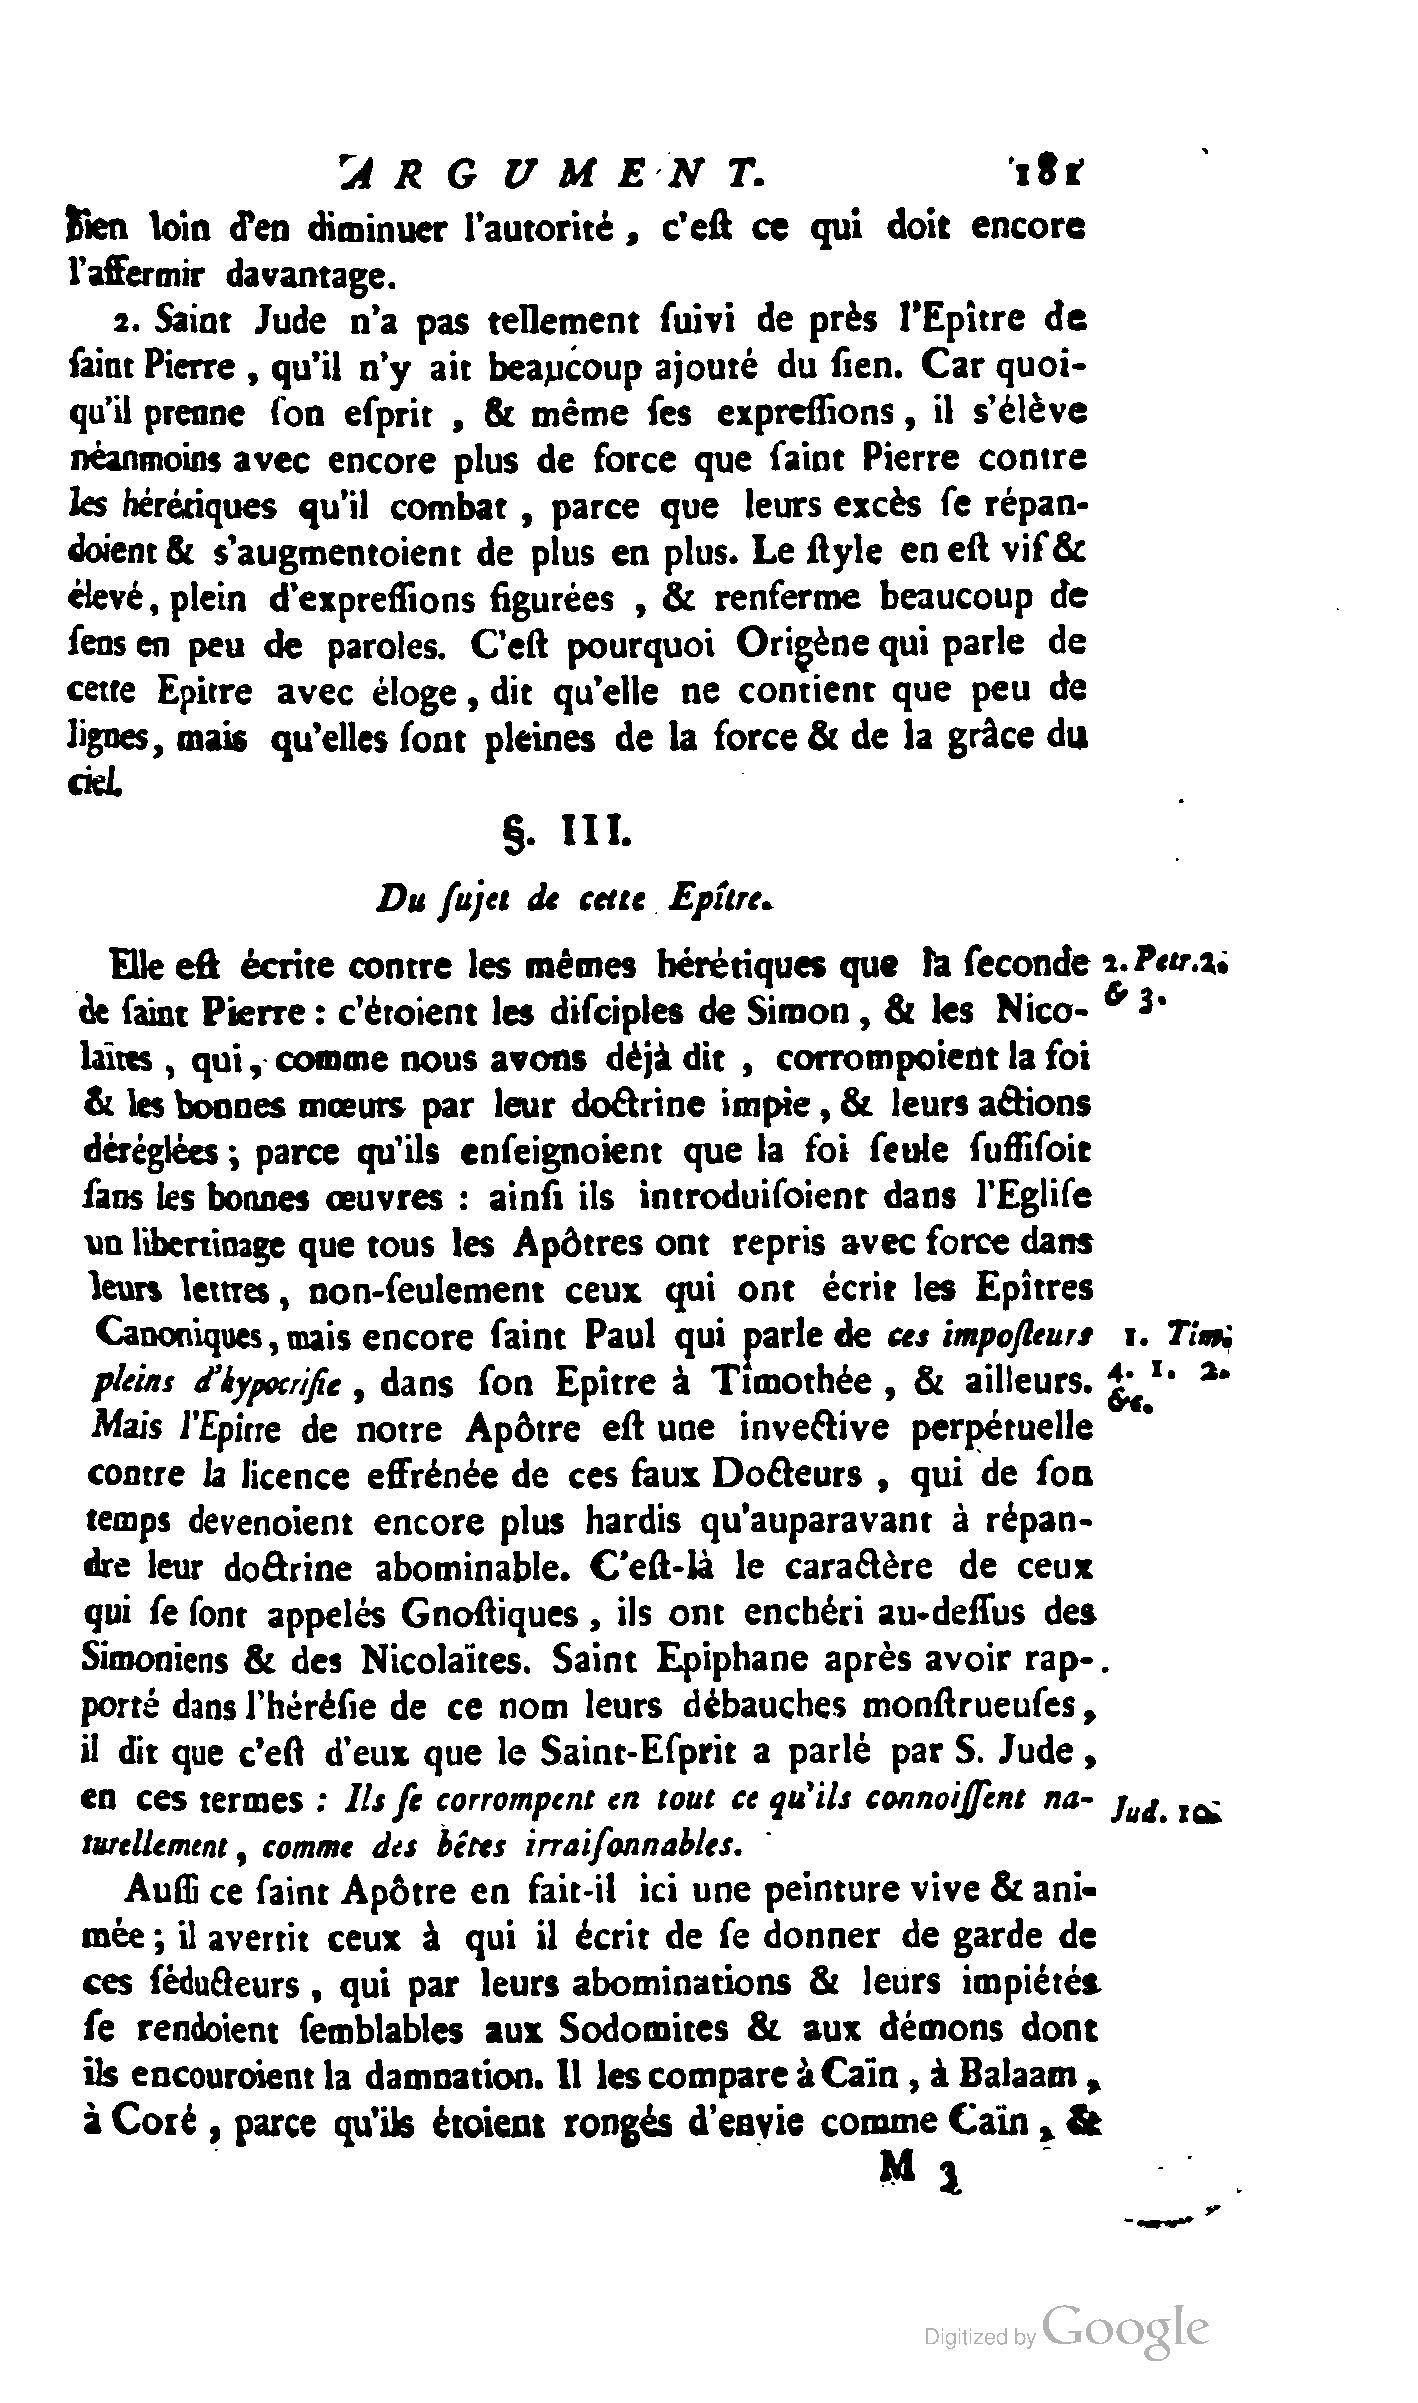 ARGUMENT. 181
Bien loin d'en diminuer l'autorité, c'eſt ce qui doit encore
l'affermir davantage.
2. Saint Jude n'a pas tellement ſuivi de près l'Epître de
ſaint Pierre, qu'il n'y ait beaucoup ajouté du ſien. Car quoi-
qu'il prenne ſon eſprit, & même ſes expreſſions, il s'élève
néanmoins avec encore plus de force que ſaint Pierre contre
les hérétiques qu'il combat, parce que leurs excès ſe répan-
doient & s'augmentoient de plus en plus. Le ſtyle en eſt vif &
élevé, plein d'expreſſions figurées, & renferme beaucoup de
ſens en peu de paroles. C'eſt pourquoi Origène qui parle de
cette Epitre avec éloge, dit qu'elle ne contient que peu de
lignes, mais qu'elles ſont pleines de la force & de la grâce du
ciel.
§. III.
Du ſujet de cette Epître.
Elle eſt écrite contre les mêmes hérétiques que la ſeconde 2. Petr. 2.
de ſaint Pierre : c'étoient les diſciples de Simon, & les Nico- & 3.
laïtes, qui, comme nous avons déjà dit, corrompoient la foi
& les bonnes mœurs par leur doctrine impie, & leurs actions
déréglées ; parce qu'ils enſeignoient que la foi ſeule ſuffiſoit
ſans les bonnes œuvres : ainſi ils introduiſoient dans l'Egliſe
un libertinage que tous les Apôtres ont repris avec force dans
leurs lettres, non-ſeulement ceux qui ont écrit les Epîtres
Canoniques, mais encore ſaint Paul qui parle de ces impoſteurs 1. Tim.
pleins d'hypocriſie, dans ſon Epître à Timothée, & ailleurs. 4. 1. 2.
&c.
Mais l'Epitre de notre Apôtre eſt une invective perpétuelle
contre la licence effrénée de ces faux Docteurs, qui de ſon
temps devenoient encore plus hardis qu'auparavant à répan-
dre leur doctrine abominable. C'eſt-là le caractère de ceux
qui ſe ſont appelés Gnoſtiques, ils ont enchéri au-deſſus des
Simoniens & des Nicolaïtes. Saint Epiphane après avoir rap-
porté dans l'héréſie de ce nom leurs débauches monſtrueuſes,
il dit que c'eſt d'eux que le Saint-Eſprit a parlé par S. Jude,
en ces termes : Ils ſe corrompent en tout ce qu'ils connoiſſent na- Jud. 10.
turellement, comme des bêtes irraiſonnables.
Auſſi ce ſaint Apôtre en fait-il ici une peinture vive & ani-
mée ; il avertit ceux à qui il écrit de ſe donner de garde de
ces ſéducteurs, qui par leurs abominations & leurs impiétés
ſe rendoient ſemblables aux Sodomites & aux démons dont
ils encouroient la damnation. Il les compare à Caïn, à Balaam,
à Coré, parce qu'ils étoient rongés d'envie comme Caïn, &
M 3
Digitized by Google